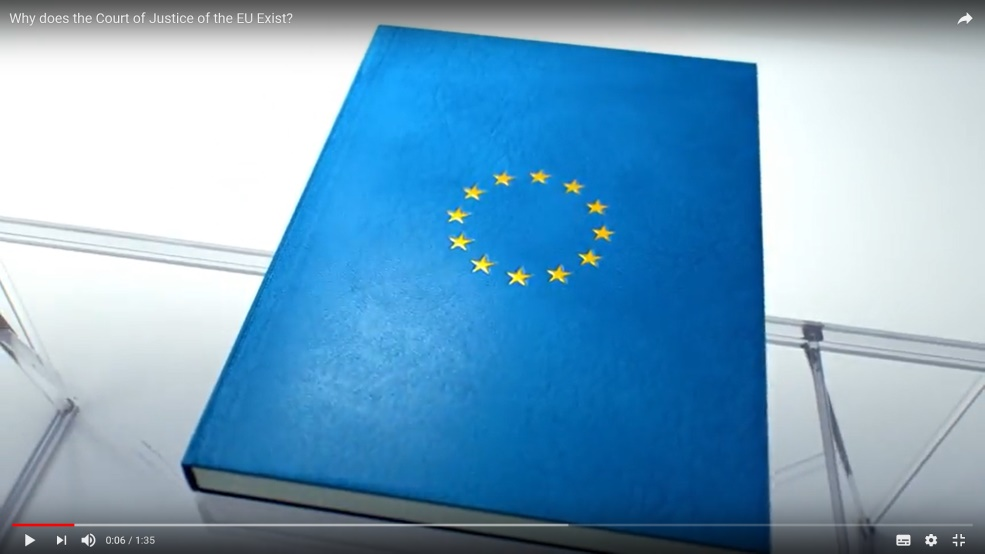 Why does the Court of Justice of the EU Exist?
0:06 / 1:35